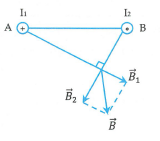 I₁ I₂
A + B
B⃗₁
B⃗₂
B⃗